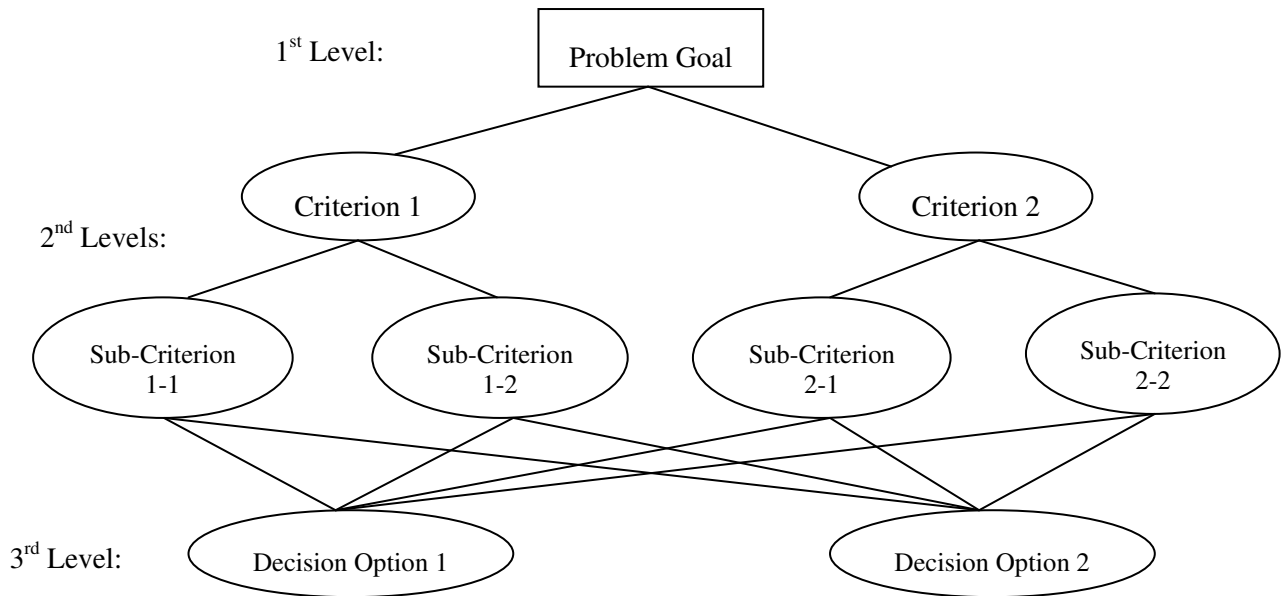 1st Level:
Problem Goal
Criterion 1
Criterion 2
2nd Levels:
Sub-Criterion
1-1
Sub-Criterion
1-2
Sub-Criterion
2-1
Sub-Criterion
2-2
3rd Level:
Decision Option 1
Decision Option 2